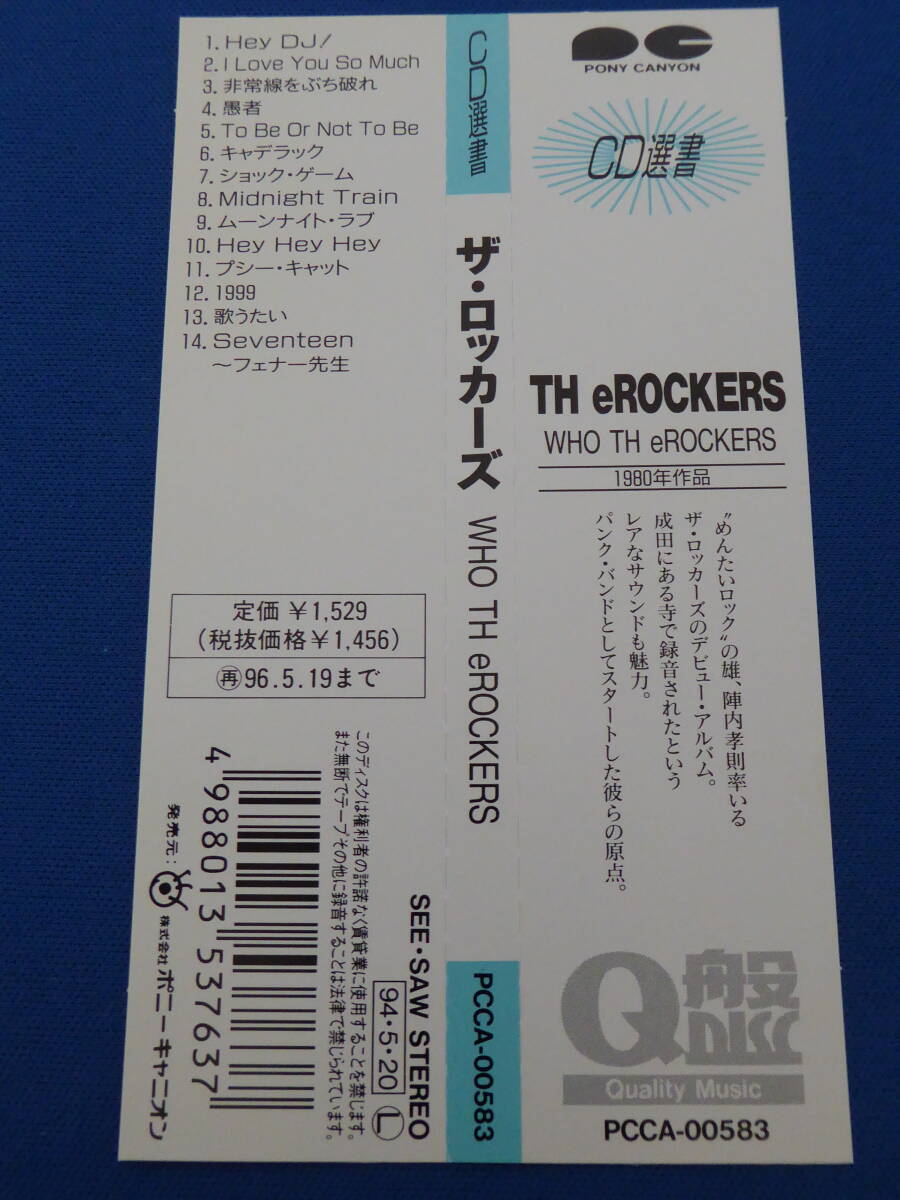 1. Hey DJ!
2. I Love You So Much
3. 非常線をぶち破れ
4. 愚者
5. To Be Or Not To Be
6. キャデラック
7. ショック・ゲーム
8. Midnight Train
9. ムーンナイト・ラブ
10. Hey Hey Hey
11. プシー・キャット
12. 1999
13. 歌うたい
14. Seventeen
～フェナー先生
定価 ¥1,529
(税抜価格¥1,456)
再96.5.19まで
このディスクは権利者の許諾なく賃貸業に使用することを禁じます。
また無断でテープその他に録音することは法律で禁じられています。
4 988013 537637
発売元:
株式会社 ポニーキャニオン
SEE・SAW STEREO
94・5・20 L
CD選書
ザ・ロッカーズ WHO TH eROCKERS
PCCA-00583
PONY CANYON
CD選書
TH eROCKERS
WHO TH eROCKERS
1980年作品
"めんたいロック"の雄、陣内孝則率いる
ザ・ロッカーズのデビュー・アルバム。
成田にある寺で録音されたという
レアなサウンドも魅力。
パンク・バンドとしてスタートした彼らの原点。
Q盤
DISC
Quality Music
PCCA-00583